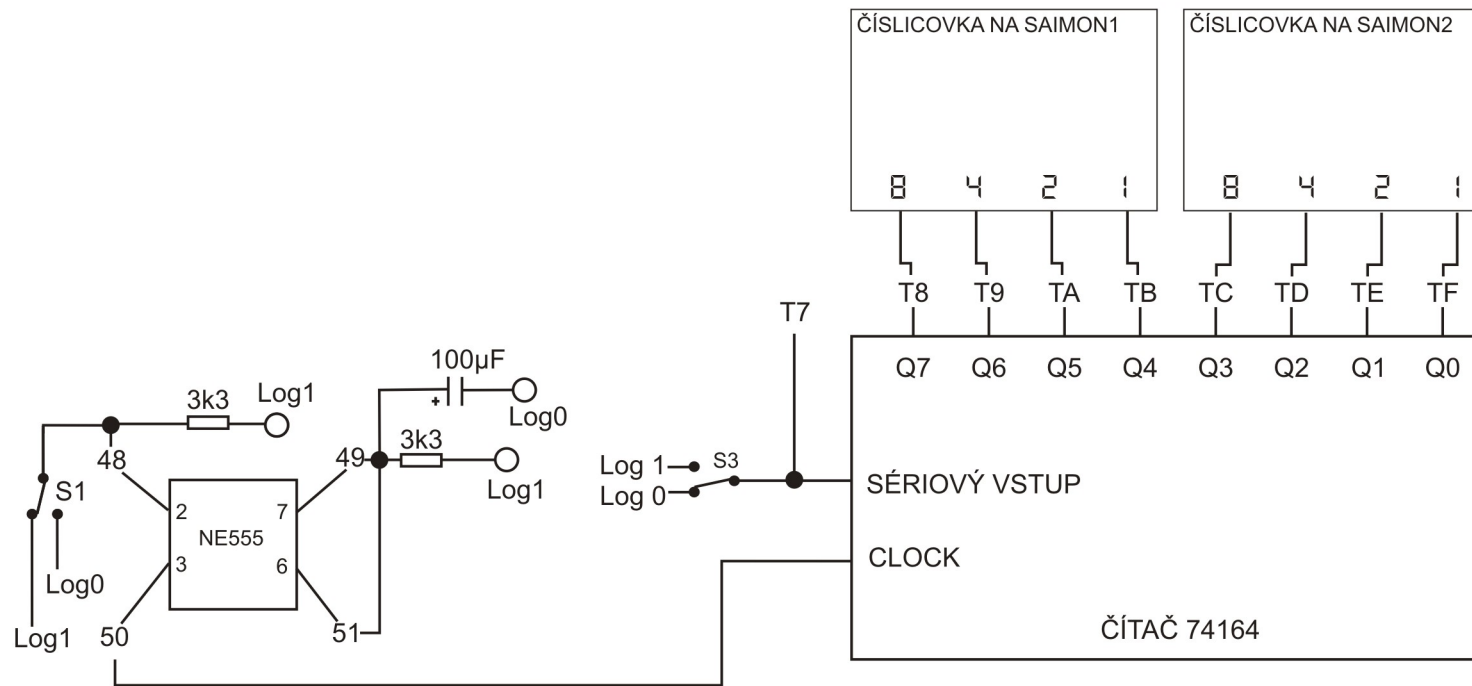 ČÍSLICOVKA NA SAIMON1
ČÍSLICOVKA NA SAIMON2
8 4 2 1
8 4 2 1
T8 T9 TA TB TC TD TE TF
T7
Q7 Q6 Q5 Q4 Q3 Q2 Q1 Q0
100µF
+
Log0
3k3
Log1
48
49
3k3
Log1
S1
Log 1
Log 0
S3
SÉRIOVÝ VSTUP
2
7
NE555
3
6
CLOCK
Log0
Log1
50
51
ČÍTAČ 74164